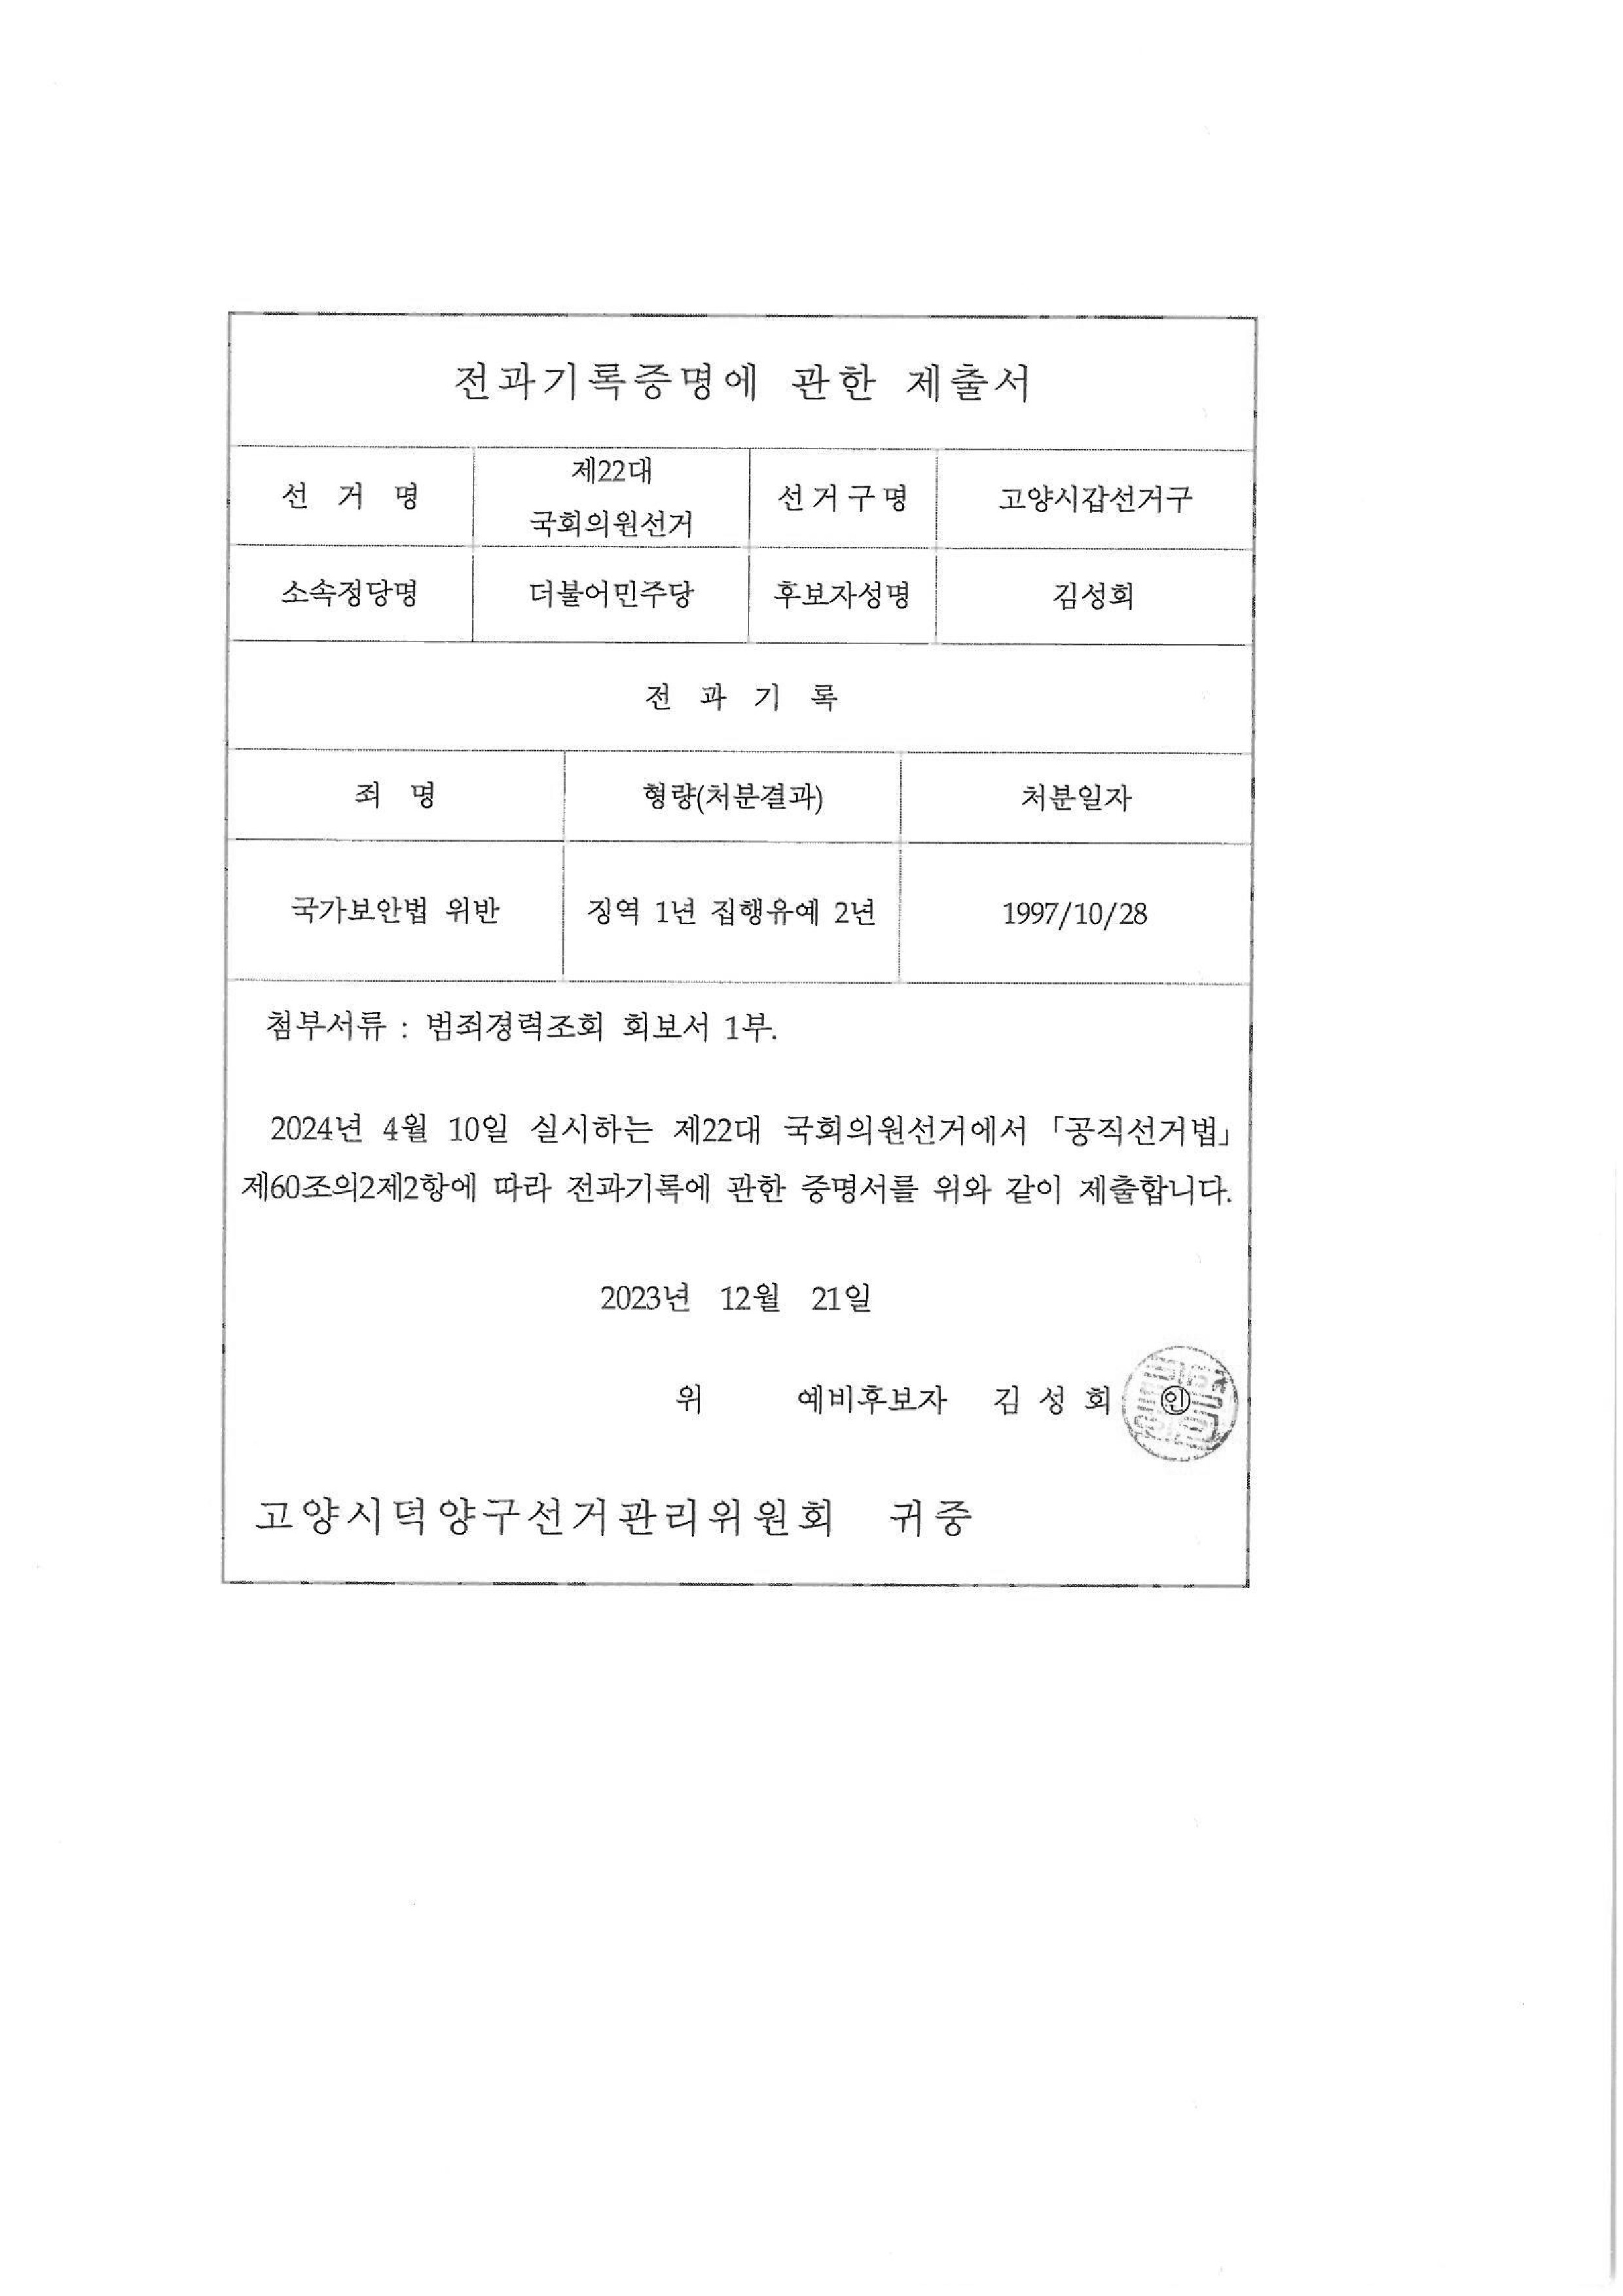 전과기록증명에 관한 제출서
선 거 명 제22대 국회의원선거 선거구명 고양시갑선거구
소속정당명 더불어민주당 후보자성명 김성회
전 과 기 록
죄 명 형량(처분결과) 처분일자
국가보안법 위반 징역 1년 집행유예 2년 1997/10/28
첨부서류 : 범죄경력조회 회보서 1부.
2024년 4월 10일 실시하는 제22대 국회의원선거에서 「공직선거법」
제60조의2제2항에 따라 전과기록에 관한 증명서를 위와 같이 제출합니다.
2023년 12월 21일
위 예비후보자 김 성 회 ㊞
고양시덕양구선거관리위원회 귀중